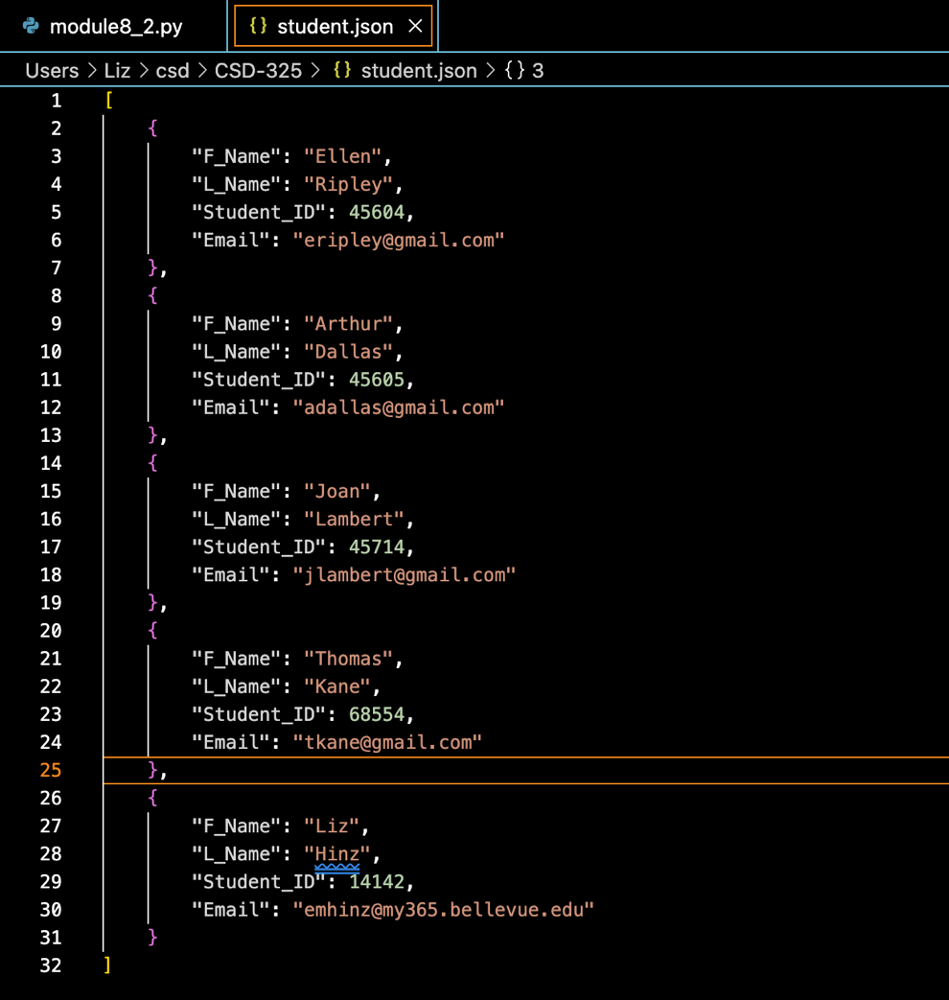 module8_2.py {} student.json ×
Users > Liz > csd > CSD-325 > {} student.json > {} 3
1 [
2     {
3         "F_Name": "Ellen",
4         "L_Name": "Ripley",
5         "Student_ID": 45604,
6         "Email": "eripley@gmail.com"
7     },
8     {
9         "F_Name": "Arthur",
10         "L_Name": "Dallas",
11         "Student_ID": 45605,
12         "Email": "adallas@gmail.com"
13     },
14     {
15         "F_Name": "Joan",
16         "L_Name": "Lambert",
17         "Student_ID": 45714,
18         "Email": "jlambert@gmail.com"
19     },
20     {
21         "F_Name": "Thomas",
22         "L_Name": "Kane",
23         "Student_ID": 68554,
24         "Email": "tkane@gmail.com"
25     },
26     {
27         "F_Name": "Liz",
28         "L_Name": "Hinz",
29         "Student_ID": 14142,
30         "Email": "emhinz@my365.bellevue.edu"
31     }
32 ]